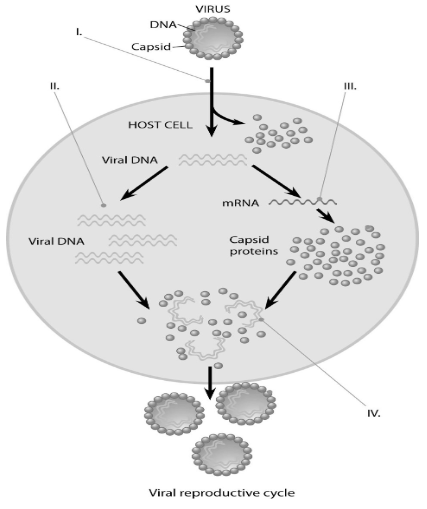 VIRUS
DNA
I.
Capsid
II.
III.
HOST CELL
Viral DNA
mRNA
Viral DNA
Capsid
proteins
IV.
Viral reproductive cycle